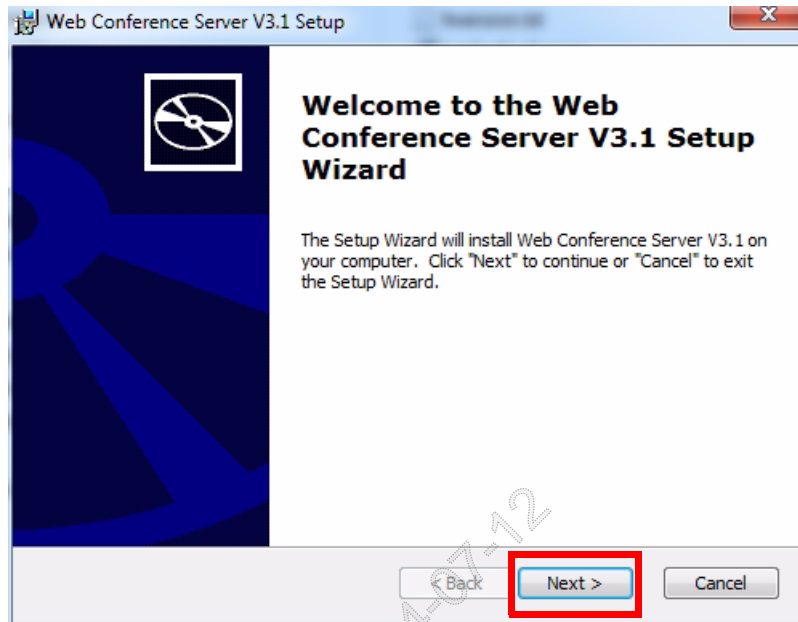 Web Conference Server V3.1 Setup
Welcome to the Web
Conference Server V3.1 Setup
Wizard
The Setup Wizard will install Web Conference Server V3.1 on
your computer. Click "Next" to continue or "Cancel" to exit
the Setup Wizard.
< Back Next > Cancel